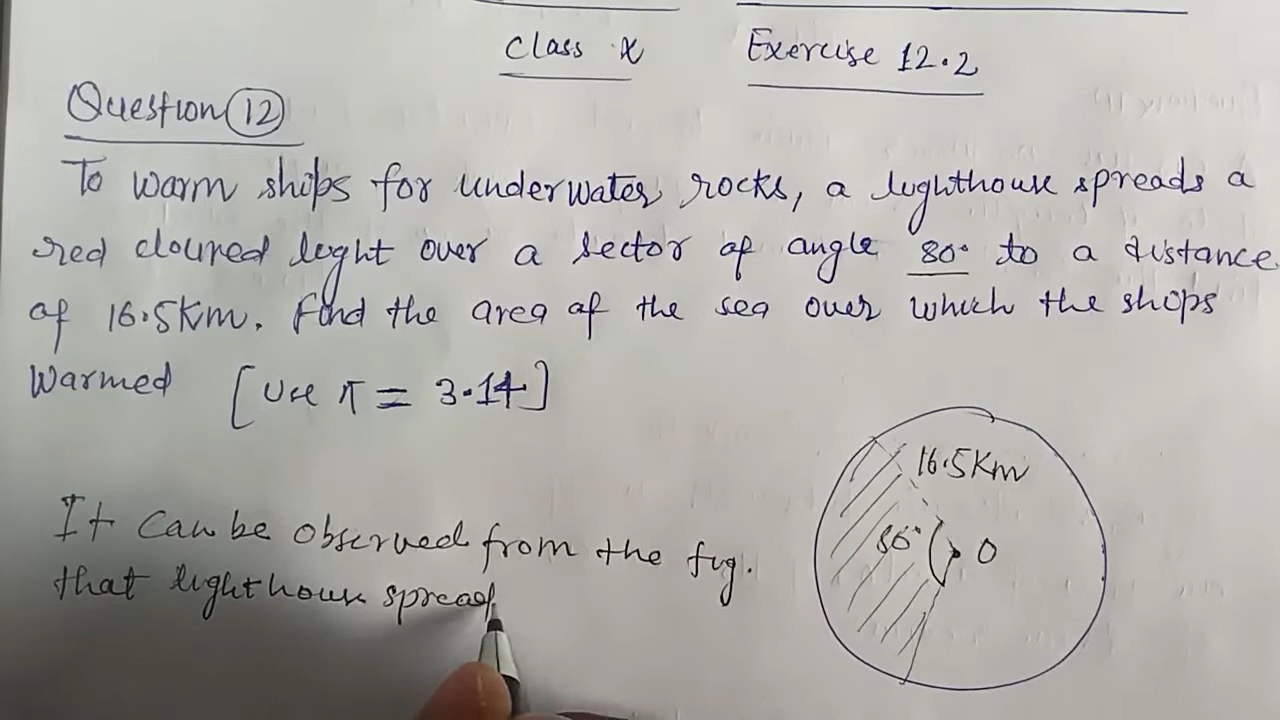 Class X Exercise 12.2
Question 12
To warm ships for underwater rocks, a lighthouse spreads a
red cloured light over a sector of angle 80° to a distance
of 16.5Km. Find the area of the sea over which the ships
warmed [Use π = 3.14]
16.5Km
80° O
It can be observed from the fig.
that lighthouse spread